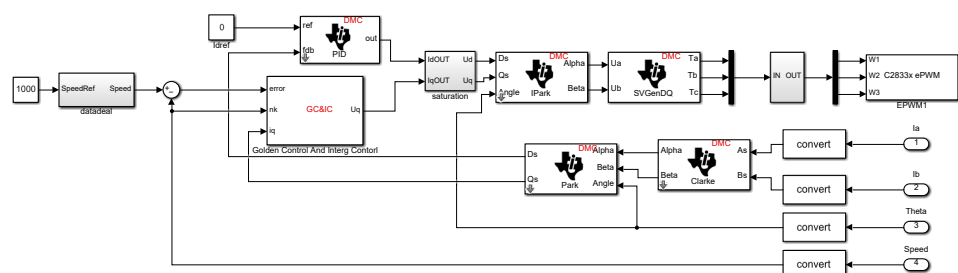 0
Idref
ref
fdb
DMC
out
PID
1000
SpeedRef
Speed
datadeal
error
nk
iq
GC&IC
Uq
Golden Control And Interg Contorl
IdOUT
IqOUT
Ud
Uq
saturation
Ds
Qs
Angle
DMC
Alpha
Beta
IPark
Ua
Ub
DMC
SVGenDQ
Ta
Tb
Tc
IN OUT
W1
W2
W3
C2833x ePWM
EPWM1
Ds
Qs
DMC
Alpha
Beta
Angle
Park
Alpha
Beta
DMC
As
Bs
Clarke
convert
Ia
1
convert
Ib
2
convert
Theta
3
convert
Speed
4